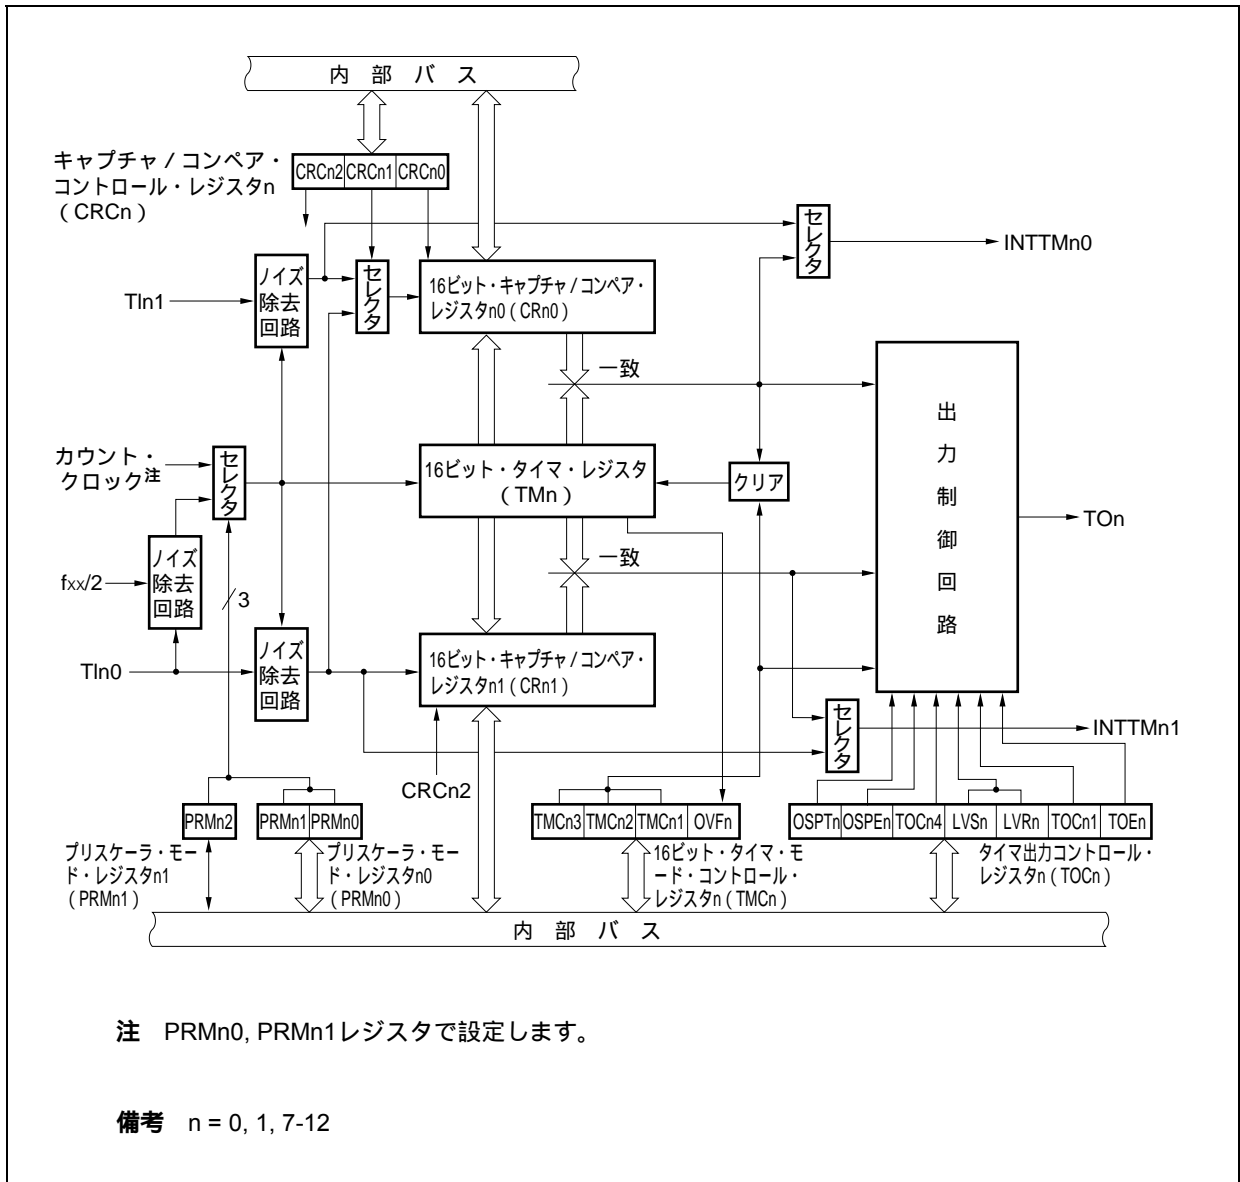 内 部 バ ス
キャプチャ / コンペア・
コントロール・レジスタn
( CRCn )
CRCn2 CRCn1 CRCn0
セレクタ
INTTMn0
TIn1
ノイズ
除去
回路
セレクタ
16ビット・キャプチャ / コンペア・
レジスタn0 ( CRn0 )
一致
出力制御回路
カウント・
クロック注
セレクタ
16ビット・タイマ・レジスタ
( TMn )
クリア
TOn
fxx/2
ノイズ
除去
回路
3
一致
TIn0
ノイズ
除去
回路
16ビット・キャプチャ / コンペア・
レジスタn1 ( CRn1 )
セレクタ
INTTMn1
CRCn2
PRMn2
PRMn1 PRMn0
TMCn3 TMCn2 TMCn1 OVFn
OSPTn OSPEn TOCn4 LVSn LVRn TOCn1 TOEn
プリスケーラ・モー
ド・レジスタn1
( PRMn1 )
プリスケーラ・モー
ド・レジスタn0
( PRMn0 )
16ビット・タイマ・モ
ード・コントロール・
レジスタn ( TMCn )
タイマ出力コントロール・
レジスタn ( TOCn )
内 部 バ ス
注 PRMn0, PRMn1レジスタで設定します。
備考 n = 0, 1, 7-12